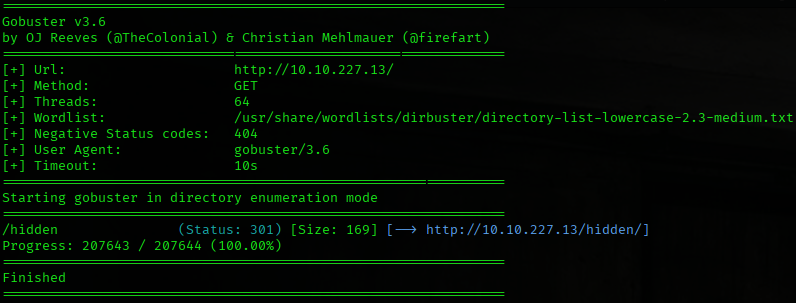 ===============================================================
Gobuster v3.6
by OJ Reeves (@TheColonial) & Christian Mehlmauer (@firefart)
===============================================================
[+] Url:                     http://10.10.227.13/
[+] Method:                  GET
[+] Threads:                 64
[+] Wordlist:                /usr/share/wordlists/dirbuster/directory-list-lowercase-2.3-medium.txt
[+] Negative Status codes:   404
[+] User Agent:              gobuster/3.6
[+] Timeout:                 10s
===============================================================
Starting gobuster in directory enumeration mode
===============================================================
/hidden               (Status: 301) [Size: 169] [--> http://10.10.227.13/hidden/]
Progress: 207643 / 207644 (100.00%)
===============================================================
Finished
===============================================================